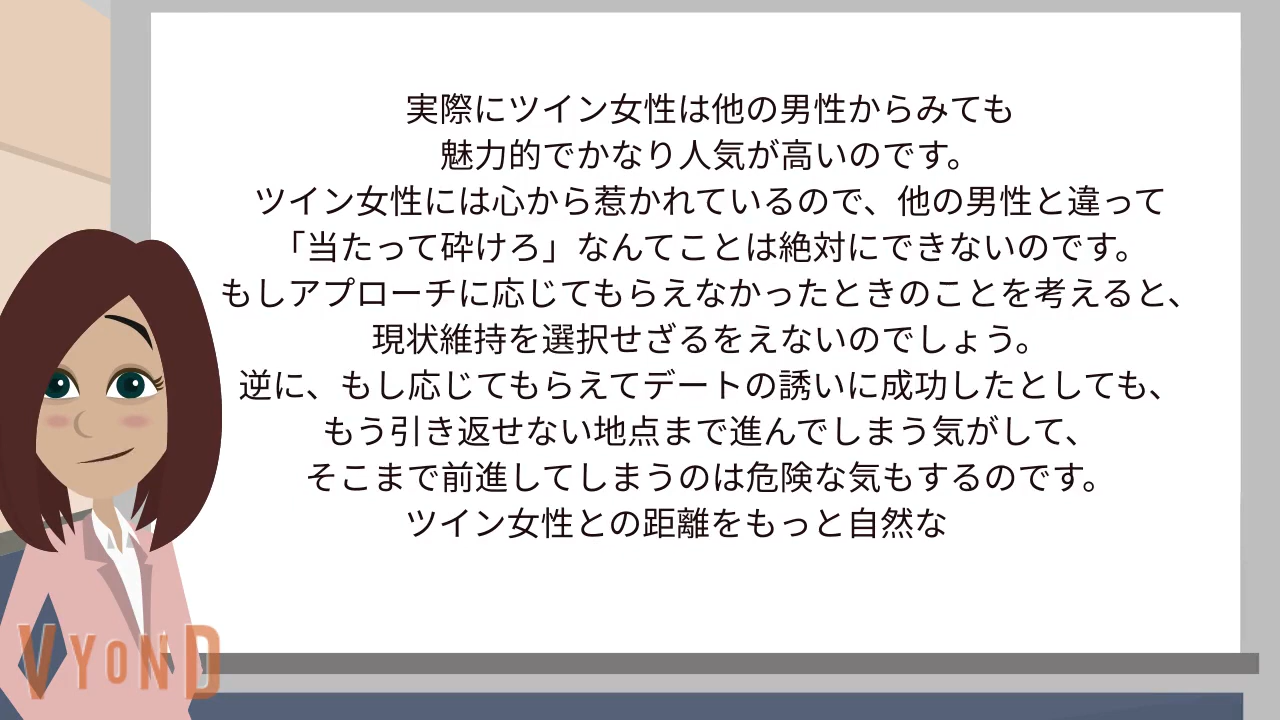 実際にツイン女性は他の男性からみても
魅力的でかなり人気が高いのです。
ツイン女性には心から惹かれているので、他の男性と違って
「当たって砕けろ」なんてことは絶対にできないのです。
もしアプローチに応じてもらえなかったときのことを考えると、
現状維持を選択せざるをえないのでしょう。
逆に、もし応じてもらえてデートの誘いに成功したとしても、
もう引き返せない地点まで進んでしまう気がして、
そこまで前進してしまうのは危険な気もするのです。
ツイン女性との距離をもっと自然な
VYOND